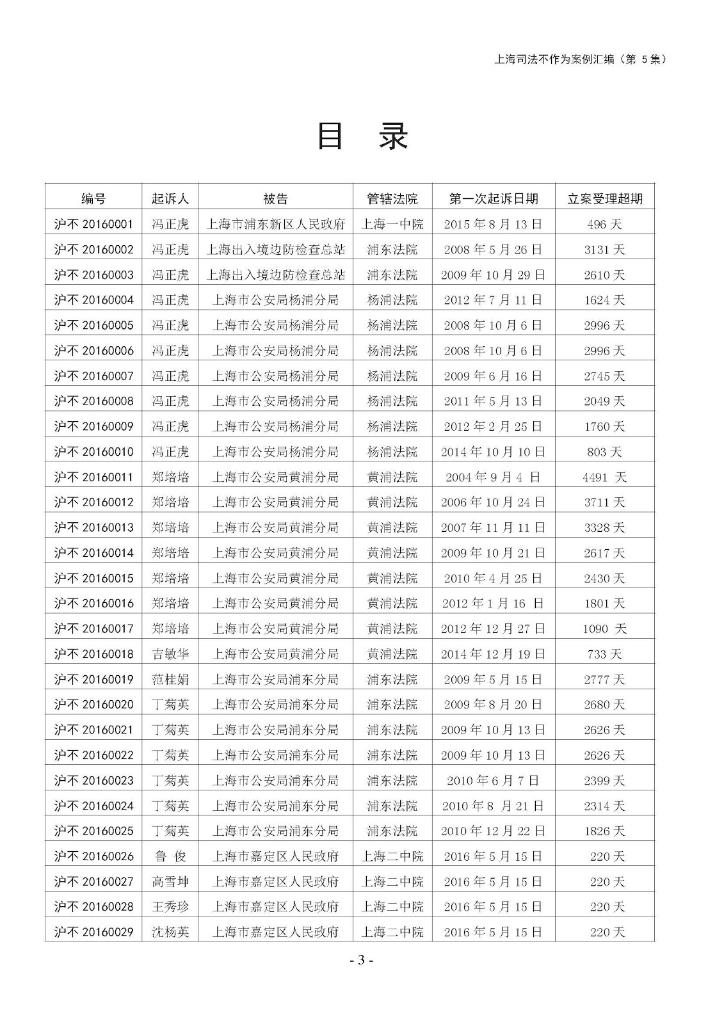 上海司法不作为案例汇编（第 5 集）
目 录
编号 起诉人 被告 管辖法院 第一次起诉日期 立案受理超期
沪不 20160001 冯正虎 上海市浦东新区人民政府 上海一中院 2015 年 8 月 13 日 496 天
沪不 20160002 冯正虎 上海出入境边防检查总站 浦东法院 2008 年 5 月 26 日 3131 天
沪不 20160003 冯正虎 上海出入境边防检查总站 浦东法院 2009 年 10 月 29 日 2610 天
沪不 20160004 冯正虎 上海市公安局杨浦分局 杨浦法院 2012 年 7 月 11 日 1624 天
沪不 20160005 冯正虎 上海市公安局杨浦分局 杨浦法院 2008 年 10 月 6 日 2996 天
沪不 20160006 冯正虎 上海市公安局杨浦分局 杨浦法院 2008 年 10 月 6 日 2996 天
沪不 20160007 冯正虎 上海市公安局杨浦分局 杨浦法院 2009 年 6 月 16 日 2745 天
沪不 20160008 冯正虎 上海市公安局杨浦分局 杨浦法院 2011 年 5 月 13 日 2049 天
沪不 20160009 冯正虎 上海市公安局杨浦分局 杨浦法院 2012 年 2 月 25 日 1760 天
沪不 20160010 冯正虎 上海市公安局杨浦分局 杨浦法院 2014 年 10 月 10 日 803 天
沪不 20160011 郑培培 上海市公安局黄浦分局 黄浦法院 2004 年 9 月 4 日 4491 天
沪不 20160012 郑培培 上海市公安局黄浦分局 黄浦法院 2006 年 10 月 24 日 3711 天
沪不 20160013 郑培培 上海市公安局黄浦分局 黄浦法院 2007 年 11 月 11 日 3328 天
沪不 20160014 郑培培 上海市公安局黄浦分局 黄浦法院 2009 年 10 月 21 日 2617 天
沪不 20160015 郑培培 上海市公安局黄浦分局 黄浦法院 2010 年 4 月 25 日 2430 天
沪不 20160016 郑培培 上海市公安局黄浦分局 黄浦法院 2012 年 1 月 16 日 1801 天
沪不 20160017 郑培培 上海市公安局黄浦分局 黄浦法院 2012 年 12 月 27 日 1090 天
沪不 20160018 吉敏华 上海市公安局黄浦分局 黄浦法院 2014 年 12 月 19 日 733 天
沪不 20160019 范桂娟 上海市公安局浦东分局 浦东法院 2009 年 5 月 15 日 2777 天
沪不 20160020 丁菊英 上海市公安局浦东分局 浦东法院 2009 年 8 月 20 日 2680 天
沪不 20160021 丁菊英 上海市公安局浦东分局 浦东法院 2009 年 10 月 13 日 2626 天
沪不 20160022 丁菊英 上海市公安局浦东分局 浦东法院 2009 年 10 月 13 日 2626 天
沪不 20160023 丁菊英 上海市公安局浦东分局 浦东法院 2010 年 6 月 7 日 2399 天
沪不 20160024 丁菊英 上海市公安局浦东分局 浦东法院 2010 年 8 月 21 日 2314 天
沪不 20160025 丁菊英 上海市公安局浦东分局 浦东法院 2010 年 12 月 22 日 1826 天
沪不 20160026 鲁 俊 上海市嘉定区人民政府 上海二中院 2016 年 5 月 15 日 220 天
沪不 20160027 高雪坤 上海市嘉定区人民政府 上海二中院 2016 年 5 月 15 日 220 天
沪不 20160028 王秀珍 上海市嘉定区人民政府 上海二中院 2016 年 5 月 15 日 220 天
沪不 20160029 沈杨英 上海市嘉定区人民政府 上海二中院 2016 年 5 月 15 日 220 天
- 3 -